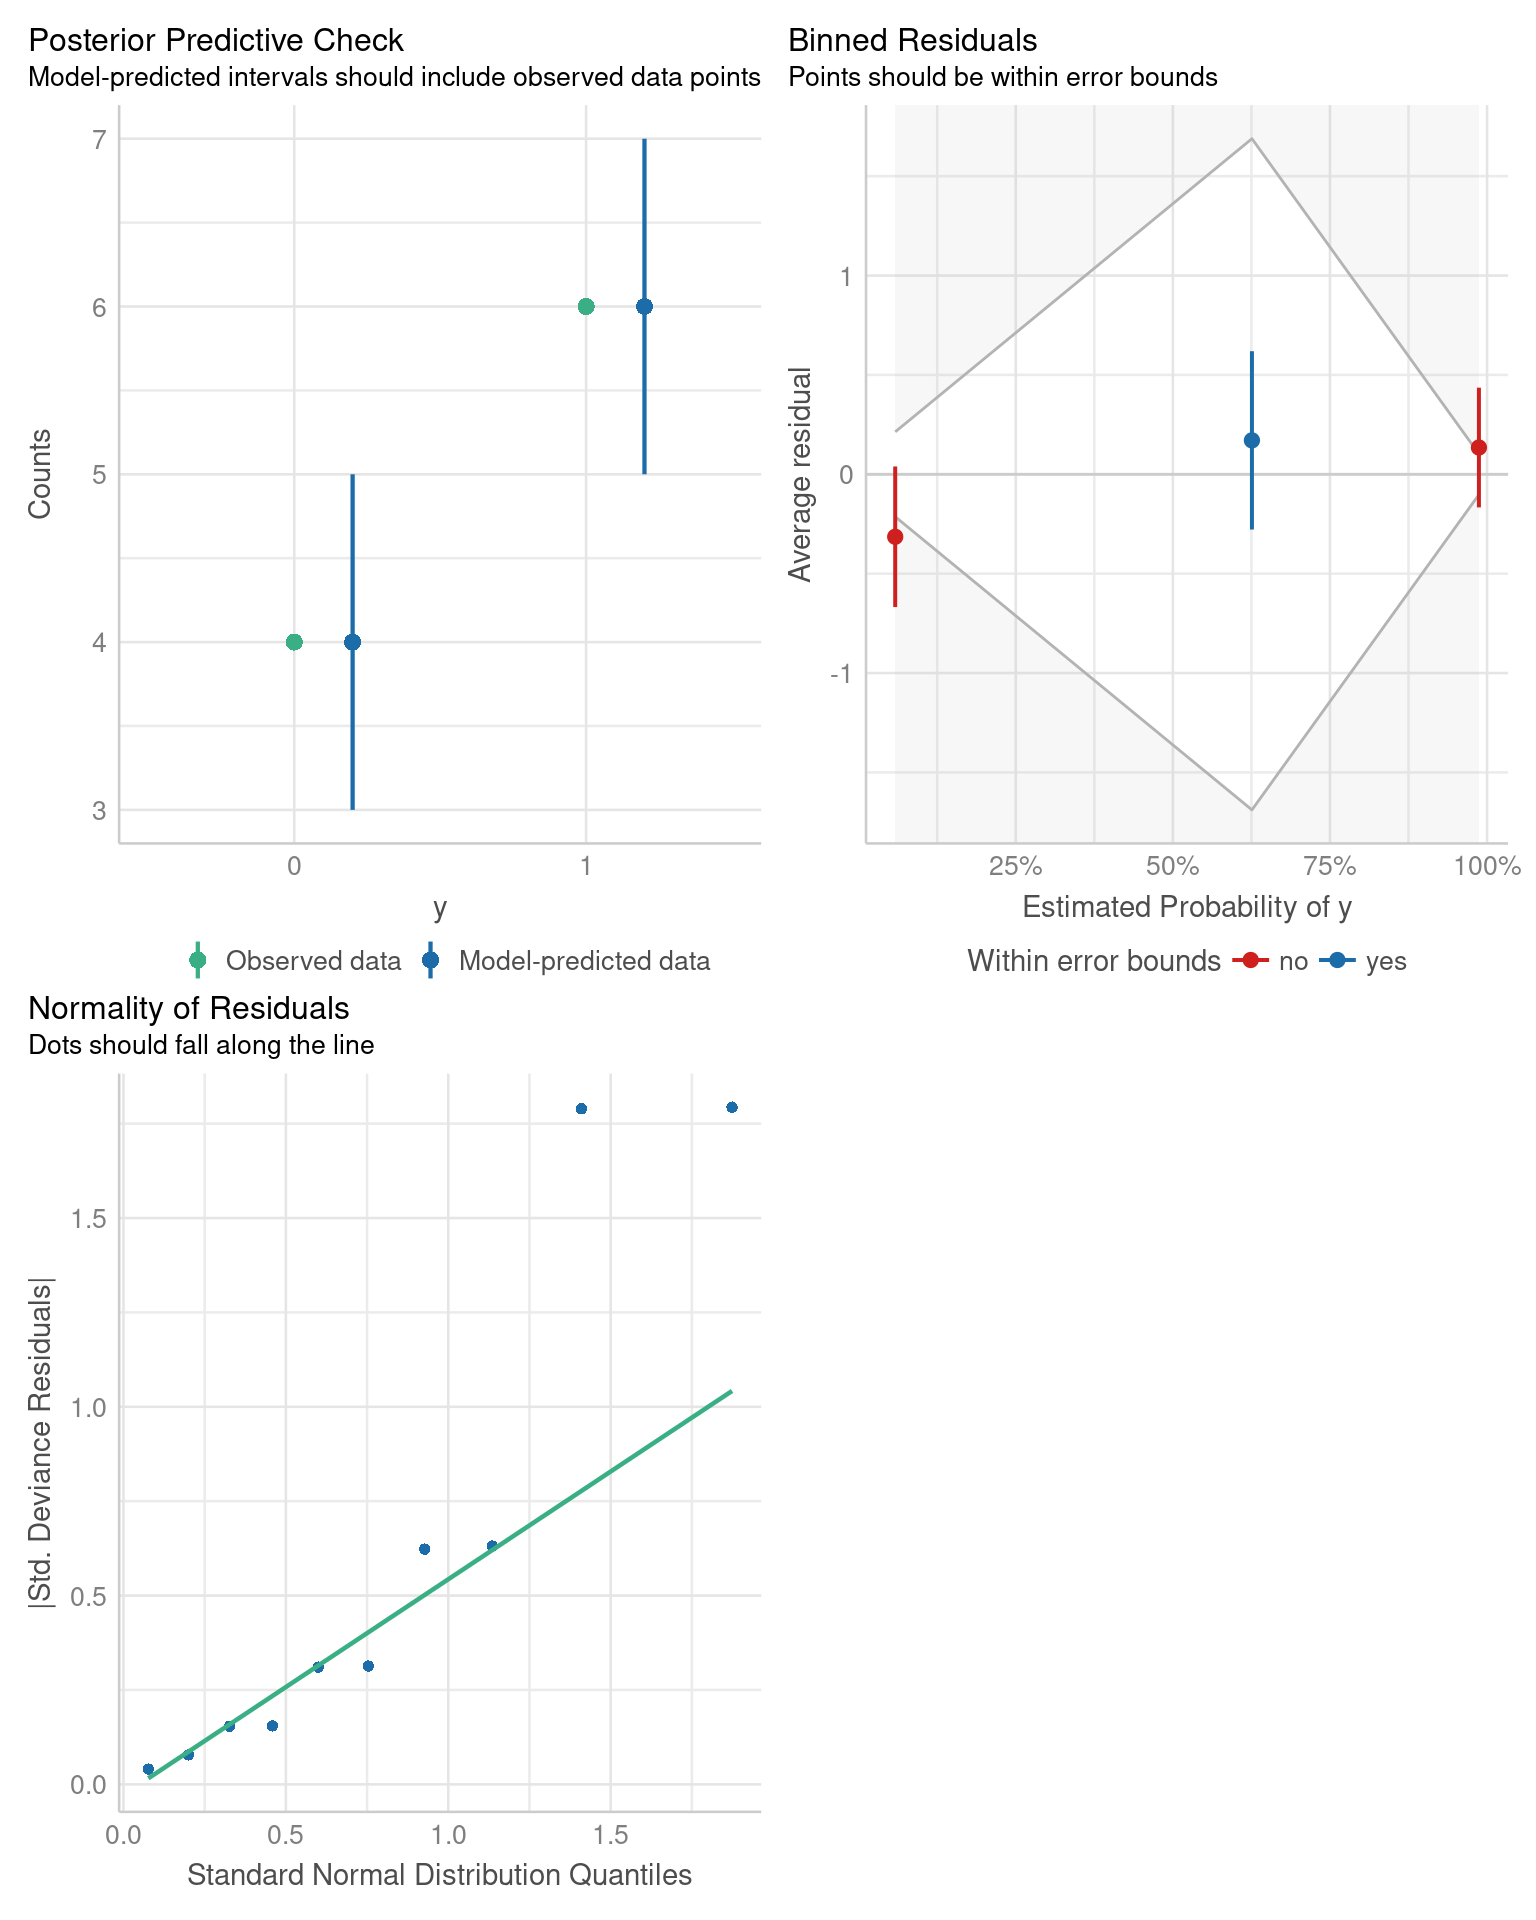 Posterior Predictive Check
Model-predicted intervals should include observed data points
7
6
5
4
3
Counts
0 1
y
Observed data Model-predicted data
Binned Residuals
Points should be within error bounds
1
0
-1
Average residual
25% 50% 75% 100%
Estimated Probability of y
Within error bounds no yes
Normality of Residuals
Dots should fall along the line
1.5
1.0
0.5
0.0
|Std. Deviance Residuals|
0.0 0.5 1.0 1.5
Standard Normal Distribution Quantiles